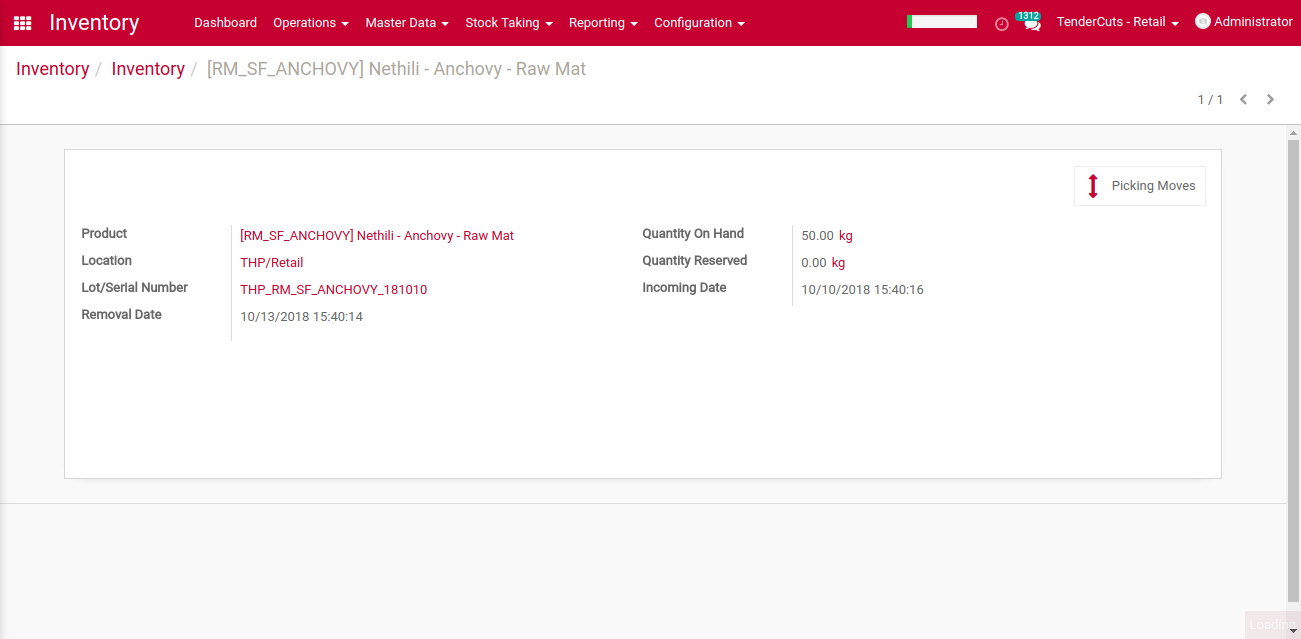 Inventory Dashboard Operations Master Data Stock Taking Reporting Configuration 1312 TenderCuts - Retail Administrator
Inventory / Inventory / [RM_SF_ANCHOVY] Nethili - Anchovy - Raw Mat
1 / 1
Picking Moves
Product [RM_SF_ANCHOVY] Nethili - Anchovy - Raw Mat Quantity On Hand 50.00 kg
Location THP/Retail Quantity Reserved 0.00 kg
Lot/Serial Number THP_RM_SF_ANCHOVY_181010 Incoming Date 10/10/2018 15:40:16
Removal Date 10/13/2018 15:40:14
Loading